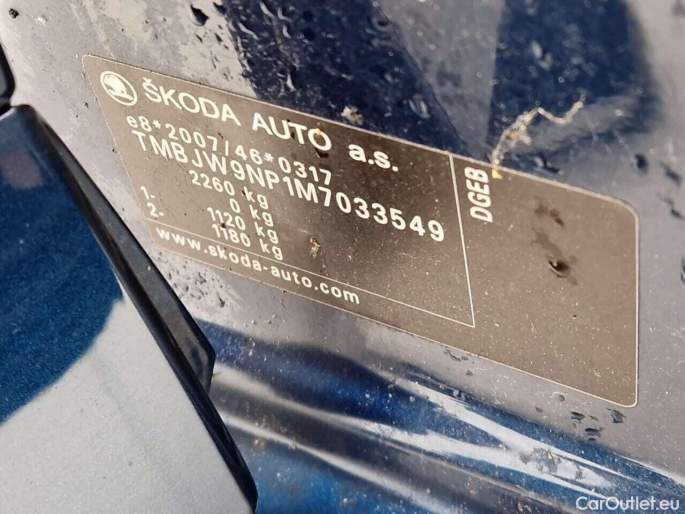 ŠKODA AUTO a.s.
e8*2007/46*0317
TMBJW9NP1M7033549
2260 kg
1- 0 kg
2- 1120 kg
1180 kg
www.skoda-auto.com
DGEB
CarOutlet.eu